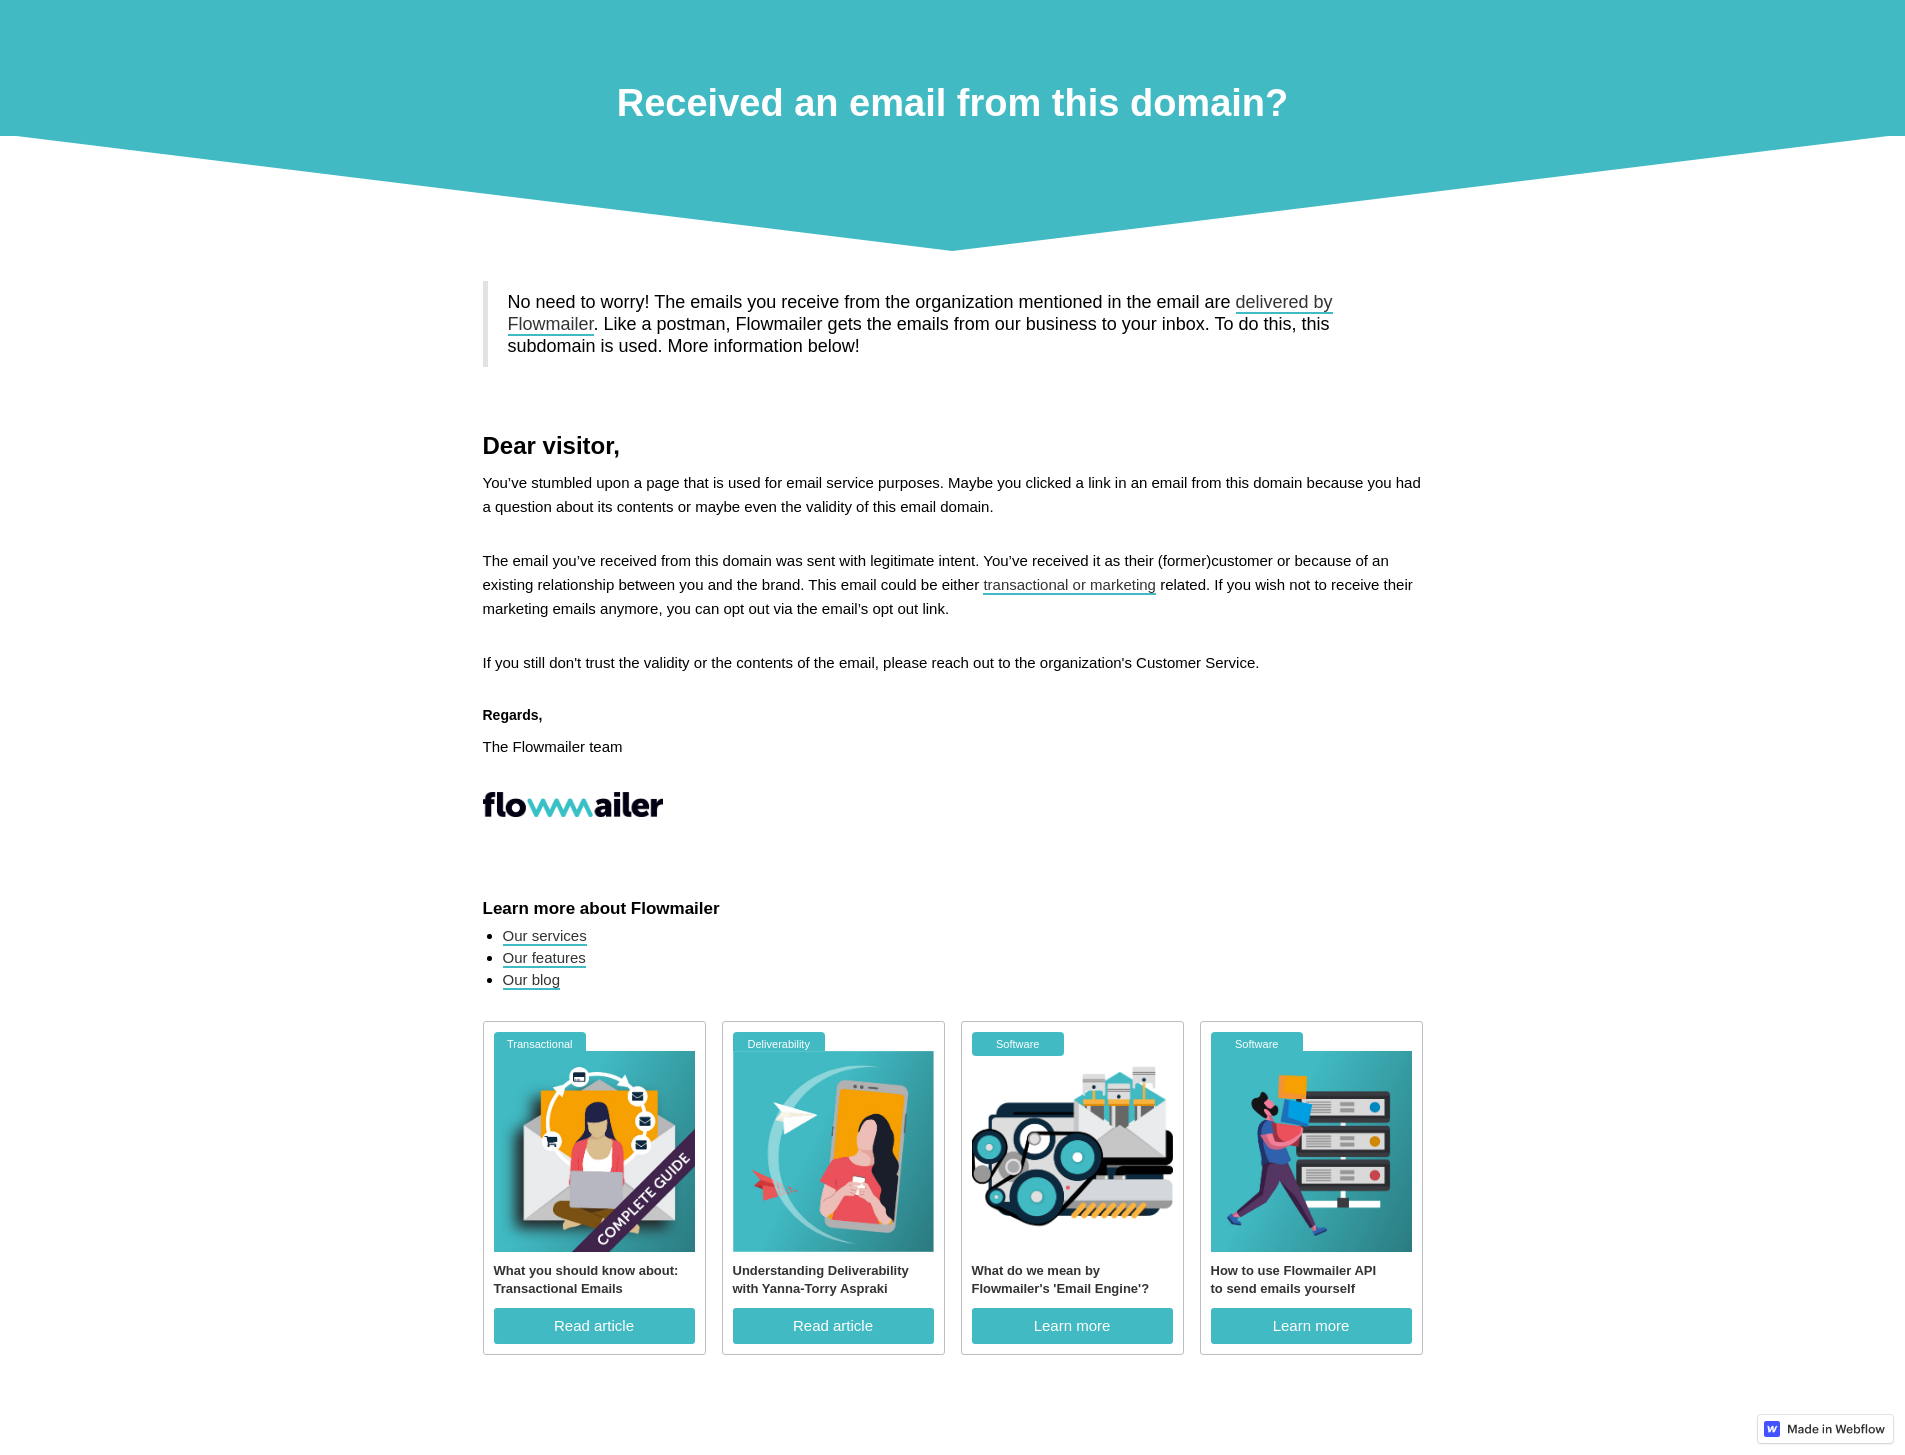 Received an email from this domain?
No need to worry! The emails you receive from the organization mentioned in the email are delivered by
Flowmailer. Like a postman, Flowmailer gets the emails from our business to your inbox. To do this, this
subdomain is used. More information below!
Dear visitor,
You’ve stumbled upon a page that is used for email service purposes. Maybe you clicked a link in an email from this domain because you had
a question about its contents or maybe even the validity of this email domain.
The email you’ve received from this domain was sent with legitimate intent. You’ve received it as their (former)customer or because of an
existing relationship between you and the brand. This email could be either transactional or marketing related. If you wish not to receive their
marketing emails anymore, you can opt out via the email’s opt out link.
If you still don't trust the validity or the contents of the email, please reach out to the organization's Customer Service.
Regards,
The Flowmailer team
flowmailer
Learn more about Flowmailer
Our services
Our features
Our blog
Transactional
COMPLETE GUIDE
What you should know about:
Transactional Emails
Read article
Deliverability
Understanding Deliverability
with Yanna-Torry Aspraki
Read article
Software
What do we mean by
Flowmailer's 'Email Engine'?
Learn more
Software
How to use Flowmailer API
to send emails yourself
Learn more
Made in Webflow